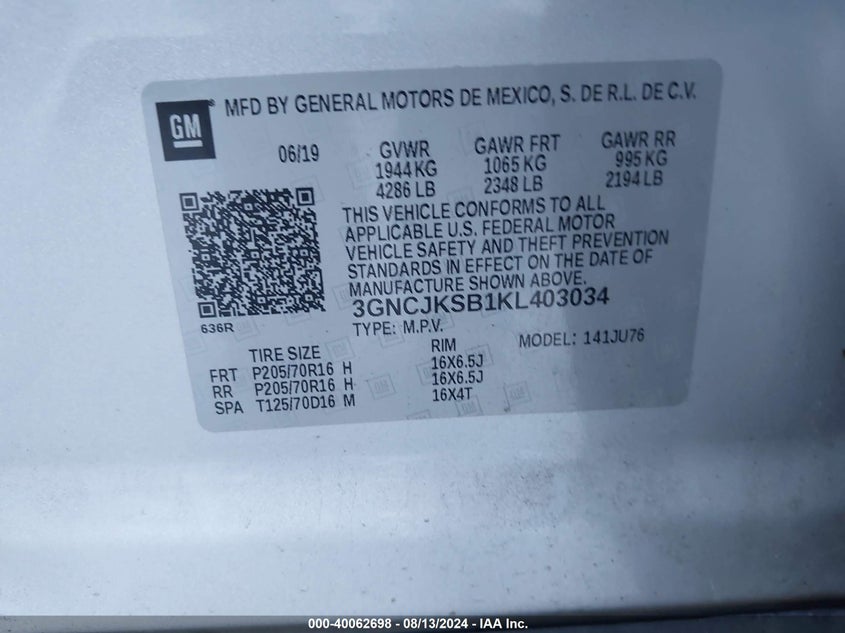 GM
MFD BY GENERAL MOTORS DE MEXICO, S. DE R.L. DE C.V.
06/19 GVWR GAWR FRT GAWR RR
1944 KG 1065 KG 995 KG
4286 LB 2348 LB 2194 LB
THIS VEHICLE CONFORMS TO ALL
APPLICABLE U.S. FEDERAL MOTOR
VEHICLE SAFETY AND THEFT PREVENTION
STANDARDS IN EFFECT ON THE DATE OF
MANUFACTURE SHOWN ABOVE.
3GNCJKSB1KL403034
636R
TYPE: M.P.V. MODEL: 141JU76
TIRE SIZE RIM
FRT P205/70R16 H 16X6.5J
RR P205/70R16 H 16X6.5J
SPA T125/70D16 M 16X4T
000-40062698 - 08/13/2024 - IAA Inc.